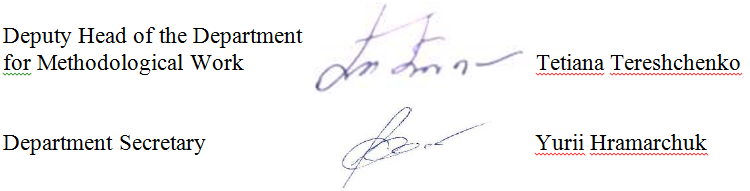 Deputy Head of the Department
for Methodological Work Tetiana Tereshchenko
Department Secretary Yurii Hramarchuk